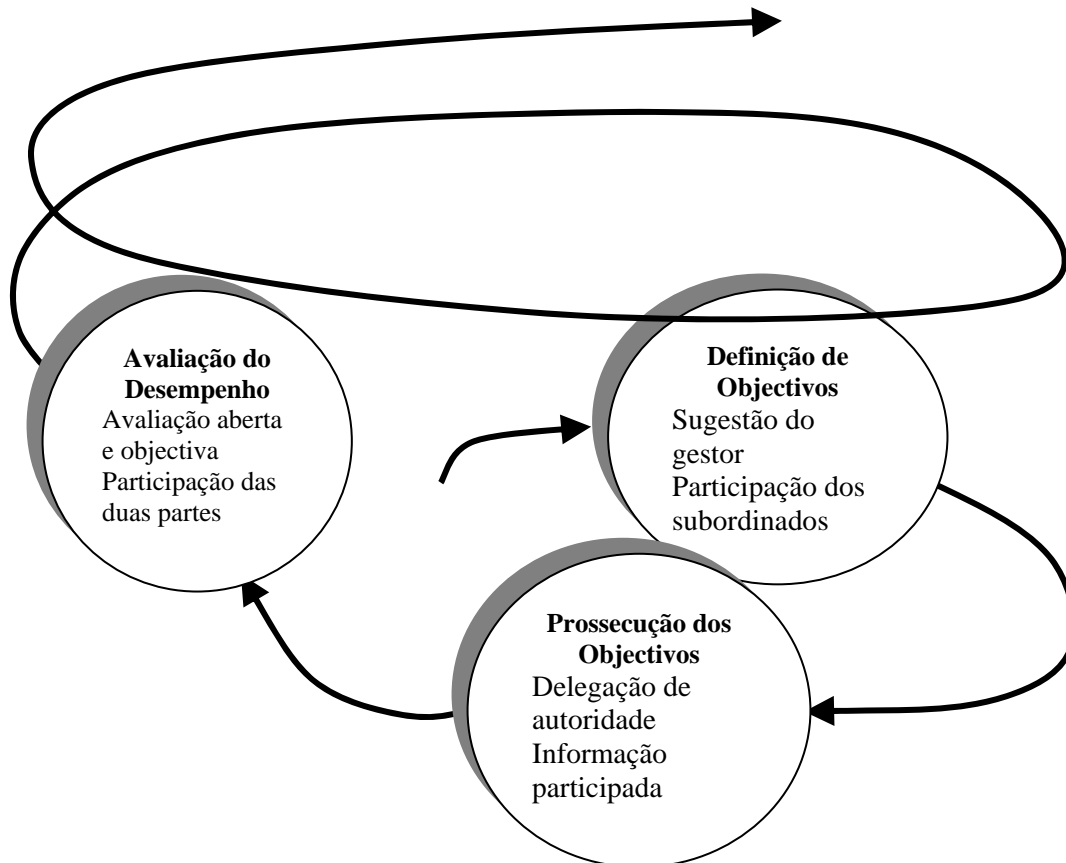 Avaliação do
Desempenho
Avaliação aberta
e objectiva
Participação das
duas partes
Definição de
Objectivos
Sugestão do
gestor
Participação dos
subordinados
Prossecução dos
Objectivos
Delegação de
autoridade
Informação
participada